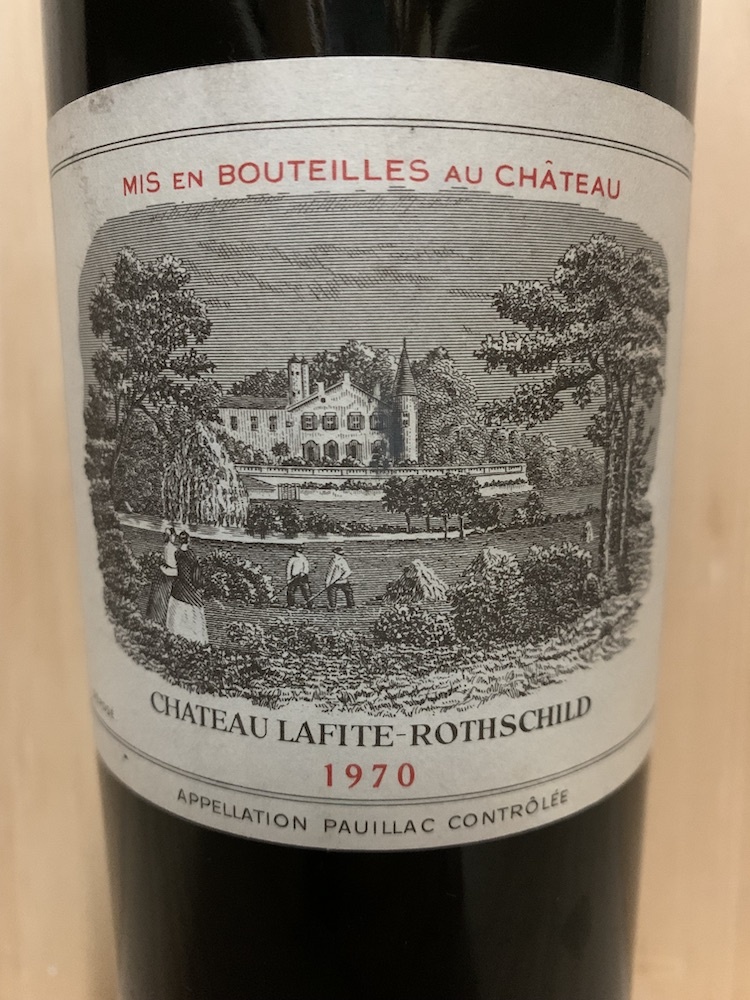 MIS EN BOUTEILLES AU CHÂTEAU
CHATEAU LAFITE-ROTHSCHILD
1970
APPELLATION PAUILLAC CONTRÔLÉE